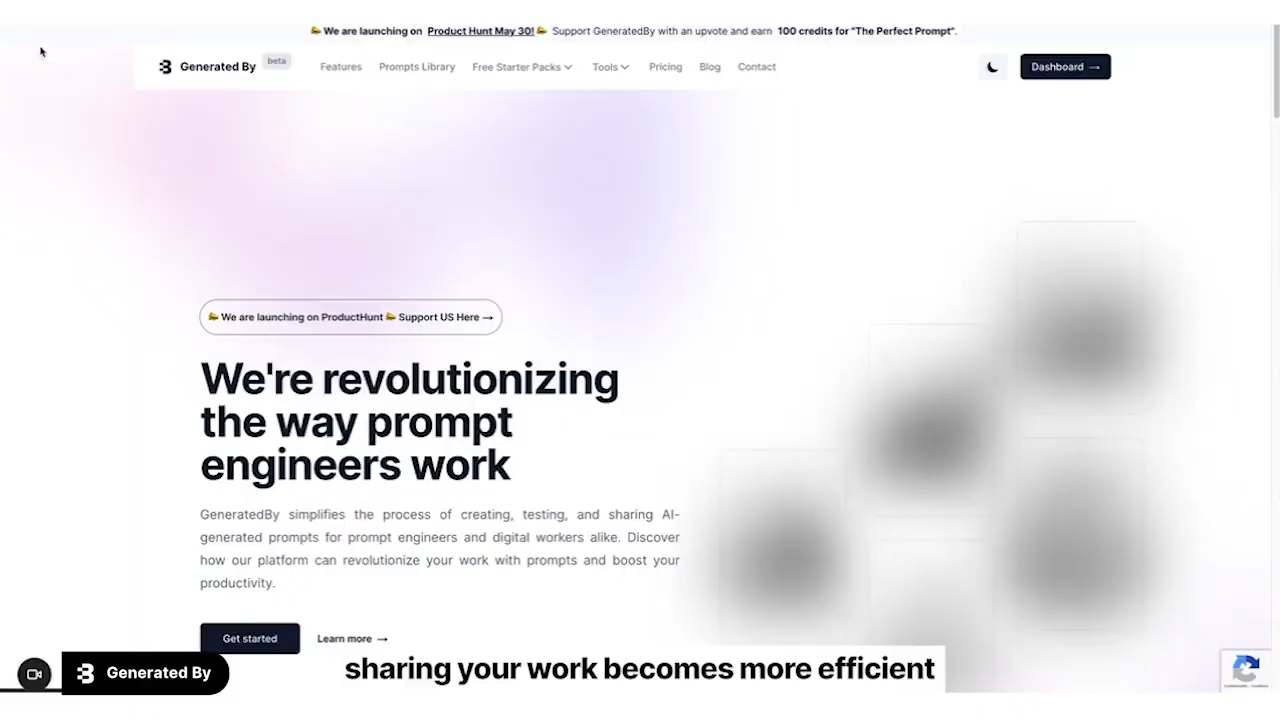 We are launching on Product Hunt May 30! Support GeneratedBy with an upvote and earn 100 credits for "The Perfect Prompt".
Generated By beta Features Prompts Library Free Starter Packs Tools Pricing Blog Contact Dashboard →
We are launching on ProductHunt Support US Here →
We're revolutionizing
the way prompt
engineers work
GeneratedBy simplifies the process of creating, testing, and sharing AI-
generated prompts for prompt engineers and digital workers alike. Discover
how our platform can revolutionize your work with prompts and boost your
productivity.
Get started Learn more →
Generated By
sharing your work becomes more efficient